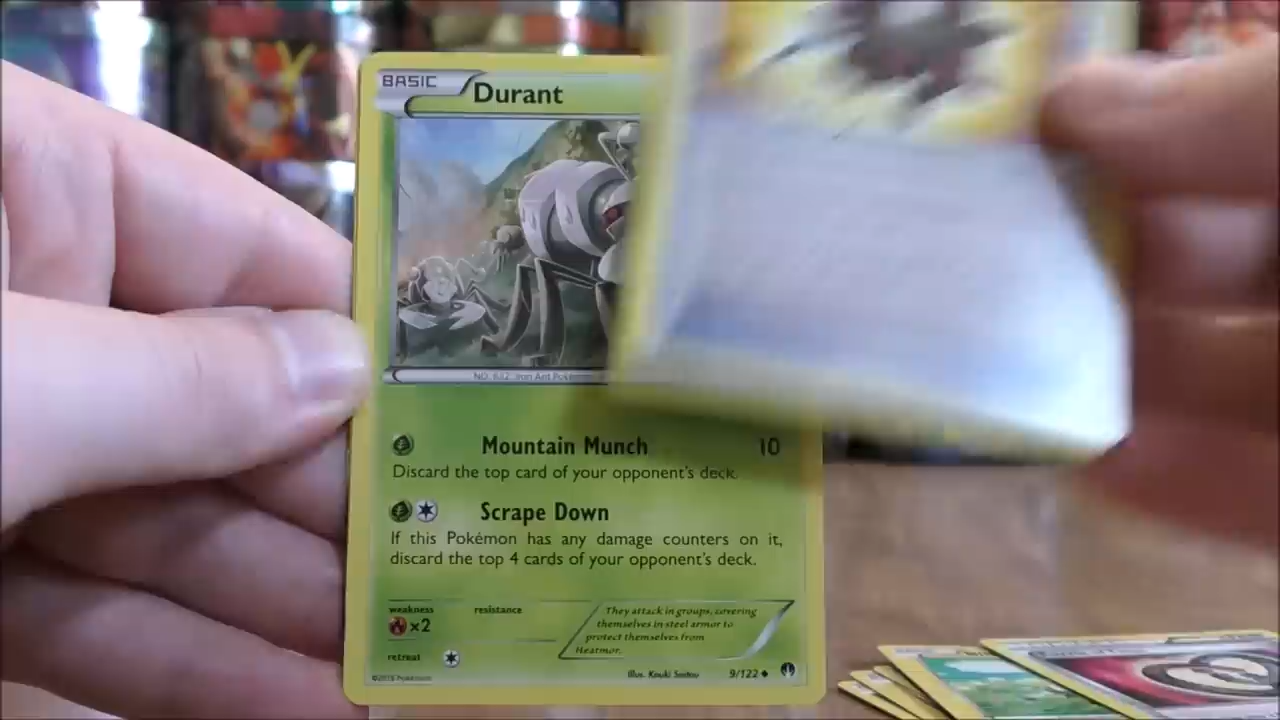 BASIC Durant
NO. 632 Iron Ant Poké
Mountain Munch 10
Discard the top card of your opponent's deck.
Scrape Down
If this Pokémon has any damage counters on it,
discard the top 4 cards of your opponent's deck.
weakness resistance
×2
They attack in groups, covering
themselves in steel armor to
protect themselves from
Heatmor.
retreat
©2016 Pokémon
Illus. Kouki Saitou 9/122